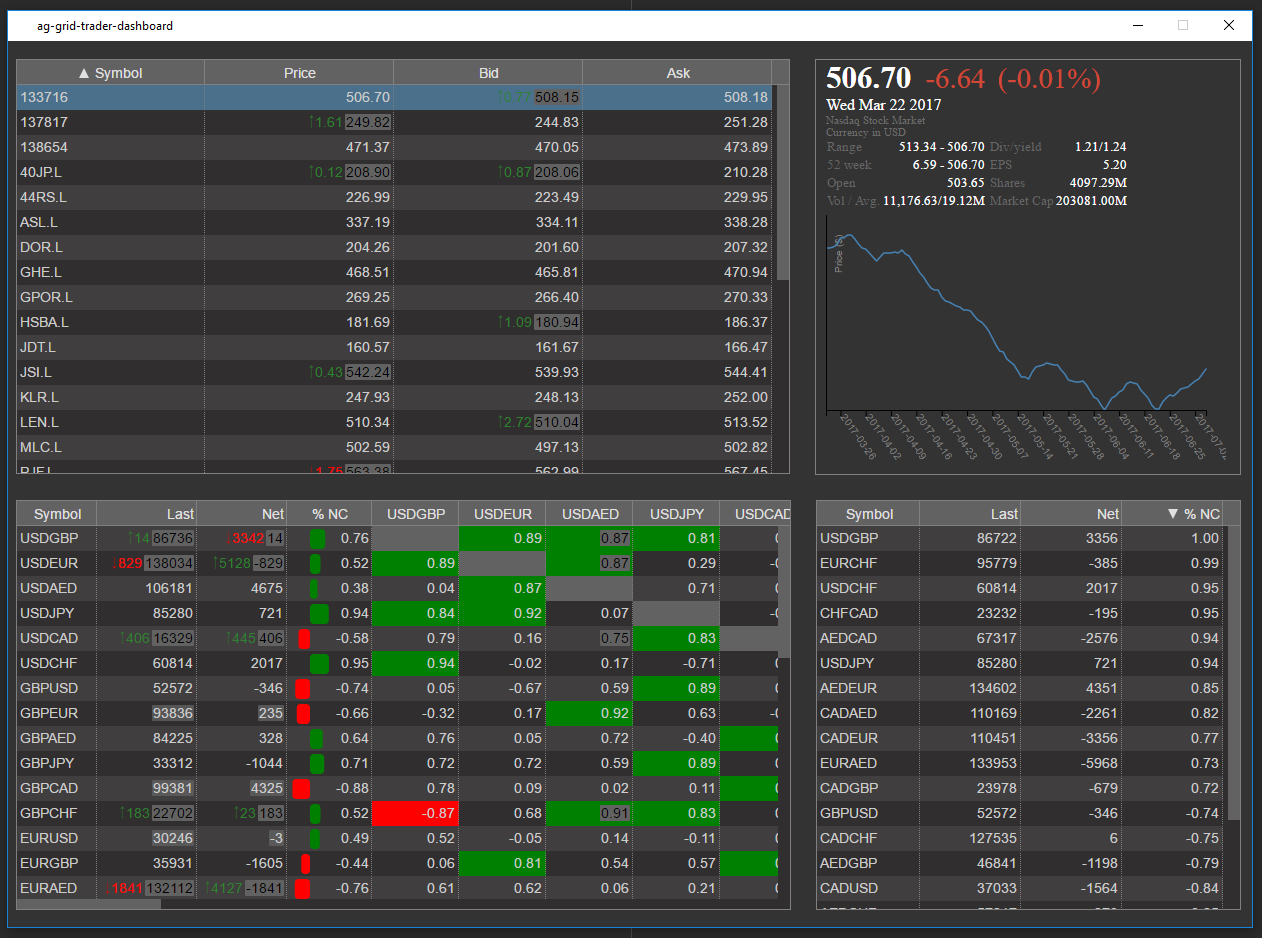 ag-grid-trader-dashboard
▲ Symbol Price Bid Ask
133716 506.70 ↑0.77 508.15 508.18
137817 ↑1.61 249.82 244.83 251.28
138654 471.37 470.05 473.89
40JP.L ↑0.12 208.90 ↑0.87 208.06 210.28
44RS.L 226.99 223.49 229.95
ASL.L 337.19 334.11 338.28
DOR.L 204.26 201.60 207.32
GHE.L 468.51 465.81 470.94
GPOR.L 269.25 266.40 270.33
HSBA.L 181.69 ↑1.09 180.94 186.37
JDT.L 160.57 161.67 166.47
JSI.L ↑0.43 542.24 539.93 544.41
KLR.L 247.93 248.13 252.00
LEN.L 510.34 ↑2.72 510.04 513.52
MLC.L 502.59 497.13 502.82
506.70 -6.64 (-0.01%)
Wed Mar 22 2017
Nasdaq Stock Market
Currency in USD
Range 513.34 - 506.70 Div/yield 1.21/1.24
52 week 6.59 - 506.70 EPS 5.20
Open 503.65 Shares 4097.29M
Vol / Avg. 11,176.63/19.12M Market Cap 203081.00M
Price ($)
2017-03-26
2017-04-02
2017-04-09
2017-04-16
2017-04-23
2017-04-30
2017-05-07
2017-05-14
2017-05-21
2017-05-28
2017-06-04
2017-06-11
2017-06-18
2017-06-25
2017-07-02
Symbol Last Net % NC USDGBP USDEUR USDAED USDJPY USDCAD
USDGBP ↑14 86736 ↓3342 14 0.76 0.89 0.87 0.81
USDEUR ↓829 138034 ↑5128 -829 0.52 0.89 0.87 0.29
USDAED 106181 4675 0.38 0.04 0.87 0.71
USDJPY 85280 721 0.94 0.84 0.92 0.07
USDCAD ↑406 16329 ↑445 406 -0.58 0.79 0.16 0.75 0.83
USDCHF 60814 2017 0.95 0.94 -0.02 0.17 -0.71
GBPUSD 52572 -346 -0.74 0.05 -0.67 0.59 0.89
GBPEUR 93836 235 -0.66 -0.32 0.17 0.92 0.63
GBPAED 84225 328 0.64 0.76 0.05 0.72 -0.40
GBPJPY 33312 -1044 0.71 0.72 0.72 0.59 0.89
GBPCAD 99381 4325 -0.88 0.78 0.09 0.02 0.11
GBPCHF ↑183 22702 ↑23 183 0.52 -0.87 0.68 0.91 0.83
EURUSD 30246 -3 0.49 0.52 -0.05 0.14 -0.11
EURGBP 35931 -1605 -0.44 0.06 0.81 0.54 0.57
EURAED ↓1841 132112 ↑4127 -1841 -0.76 0.61 0.62 0.06 0.21
Symbol Last Net ▼ % NC
USDGBP 86722 3356 1.00
EURCHF 95779 -385 0.99
USDCHF 60814 2017 0.95
CHFCAD 23232 -195 0.95
AEDCAD 67317 -2576 0.94
USDJPY 85280 721 0.94
AEDEUR 134602 4351 0.85
CADAED 110169 -2261 0.82
CADEUR 110451 -3356 0.77
EURAED 133953 -5968 0.73
CADGBP 23978 -679 0.72
GBPUSD 52572 -346 -0.74
CADCHF 127535 6 -0.75
AEDGBP 46841 -1198 -0.79
CADUSD 37033 -1564 -0.84